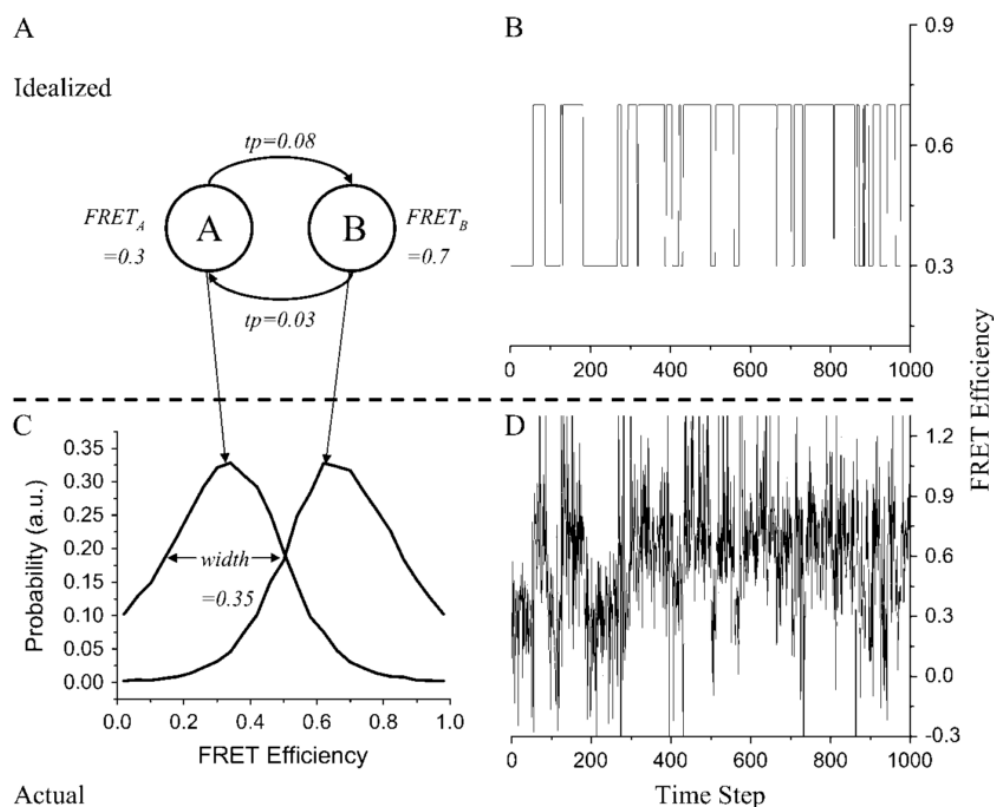 A
Idealized
tp=0.08
FRET_A
=0.3
A
B
FRET_B
=0.7
tp=0.03
B
0.9
0.6
0.3
0
200
400
600
800
1000
FRET Efficiency
C
0.35
0.30
0.25
0.20
0.15
0.10
0.05
0.00
Probability (a.u.)
width
=0.35
0.0
0.2
0.4
0.6
0.8
1.0
FRET Efficiency
D
1.2
0.9
0.6
0.3
0.0
-0.3
0
200
400
600
800
1000
Time Step
Actual